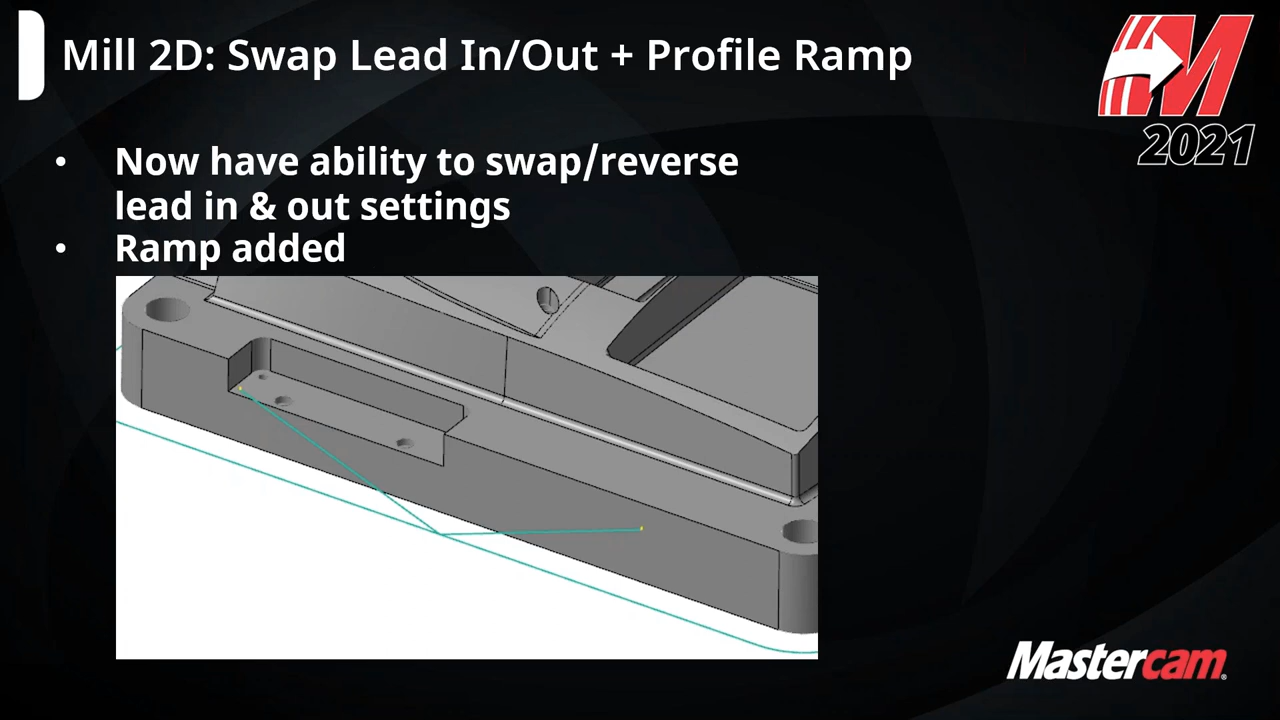 Mill 2D: Swap Lead In/Out + Profile Ramp
M
2021
• Now have ability to swap/reverse
lead in & out settings
• Ramp added
Mastercam.